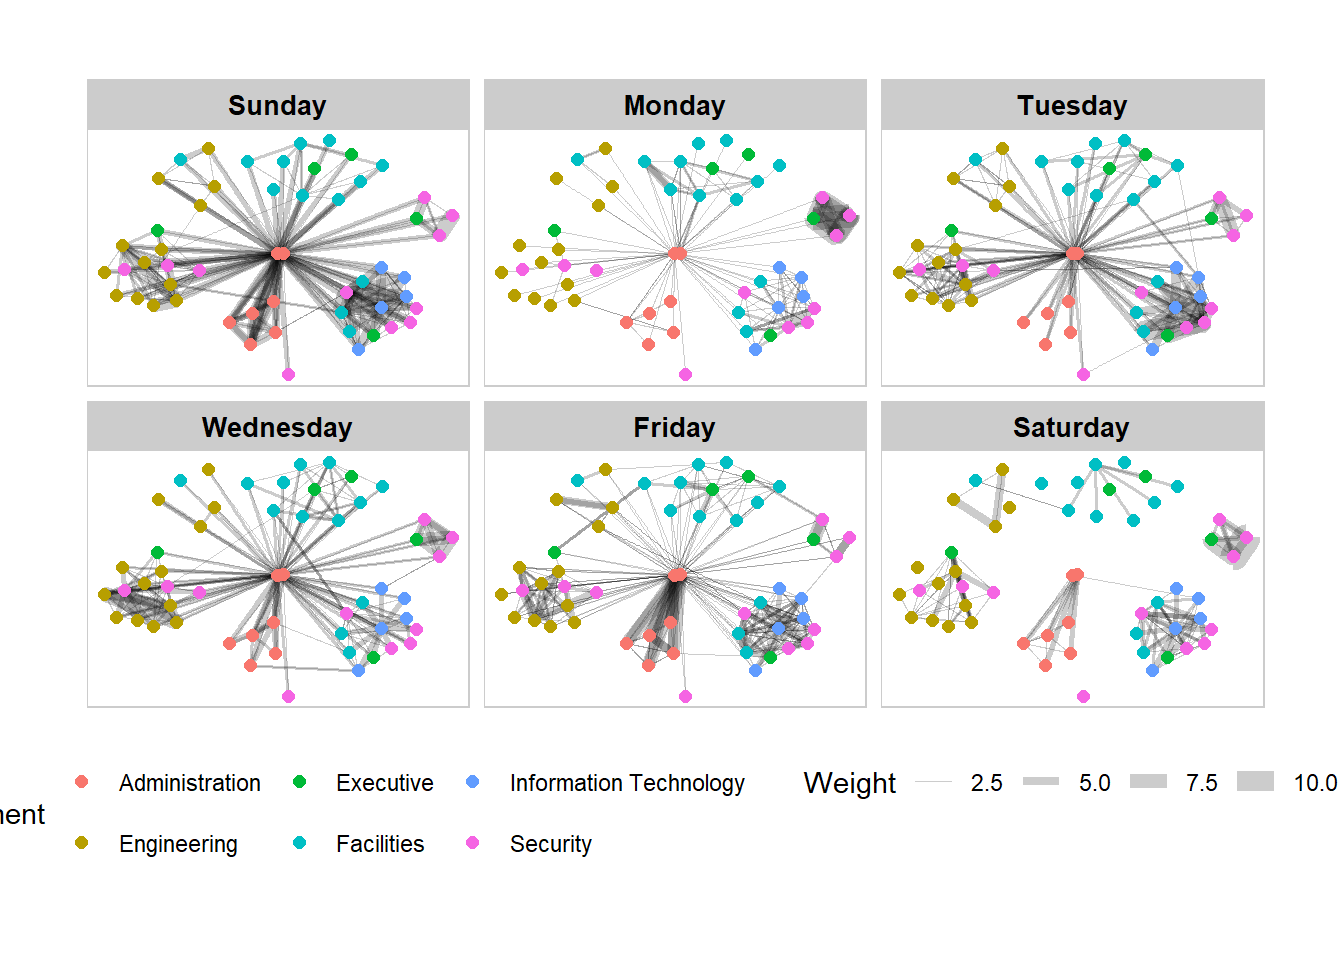 Sunday
Monday
Tuesday
Wednesday
Friday
Saturday
Administration
Executive
Information Technology
Weight
2.5
5.0
7.5
10.0
Engineering
Facilities
Security